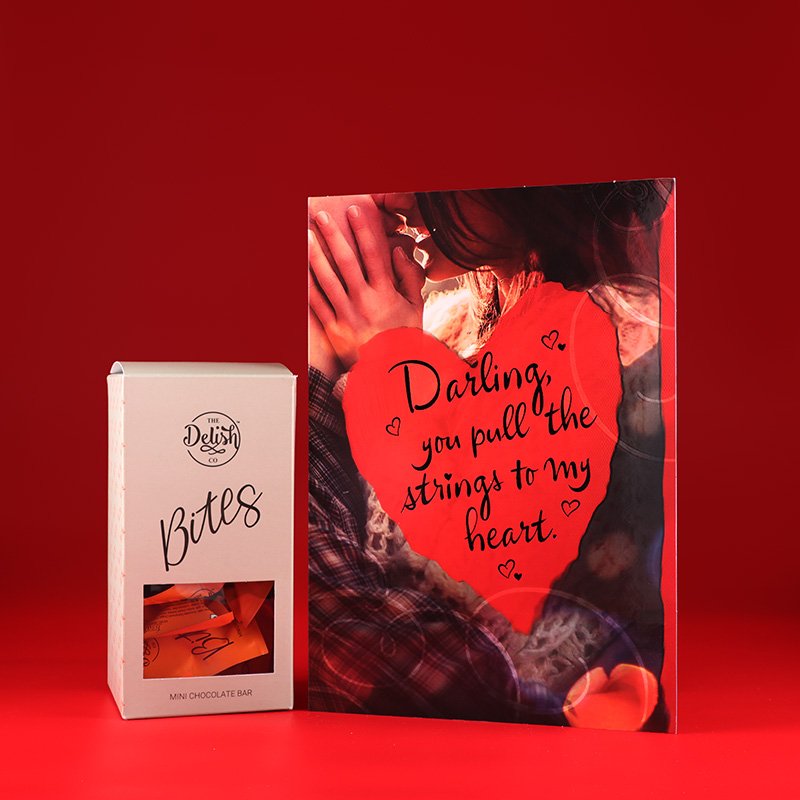 THE
Delish
CO
Bites
MINI CHOCOLATE BAR
Darling,
you pull the
strings to my
heart.